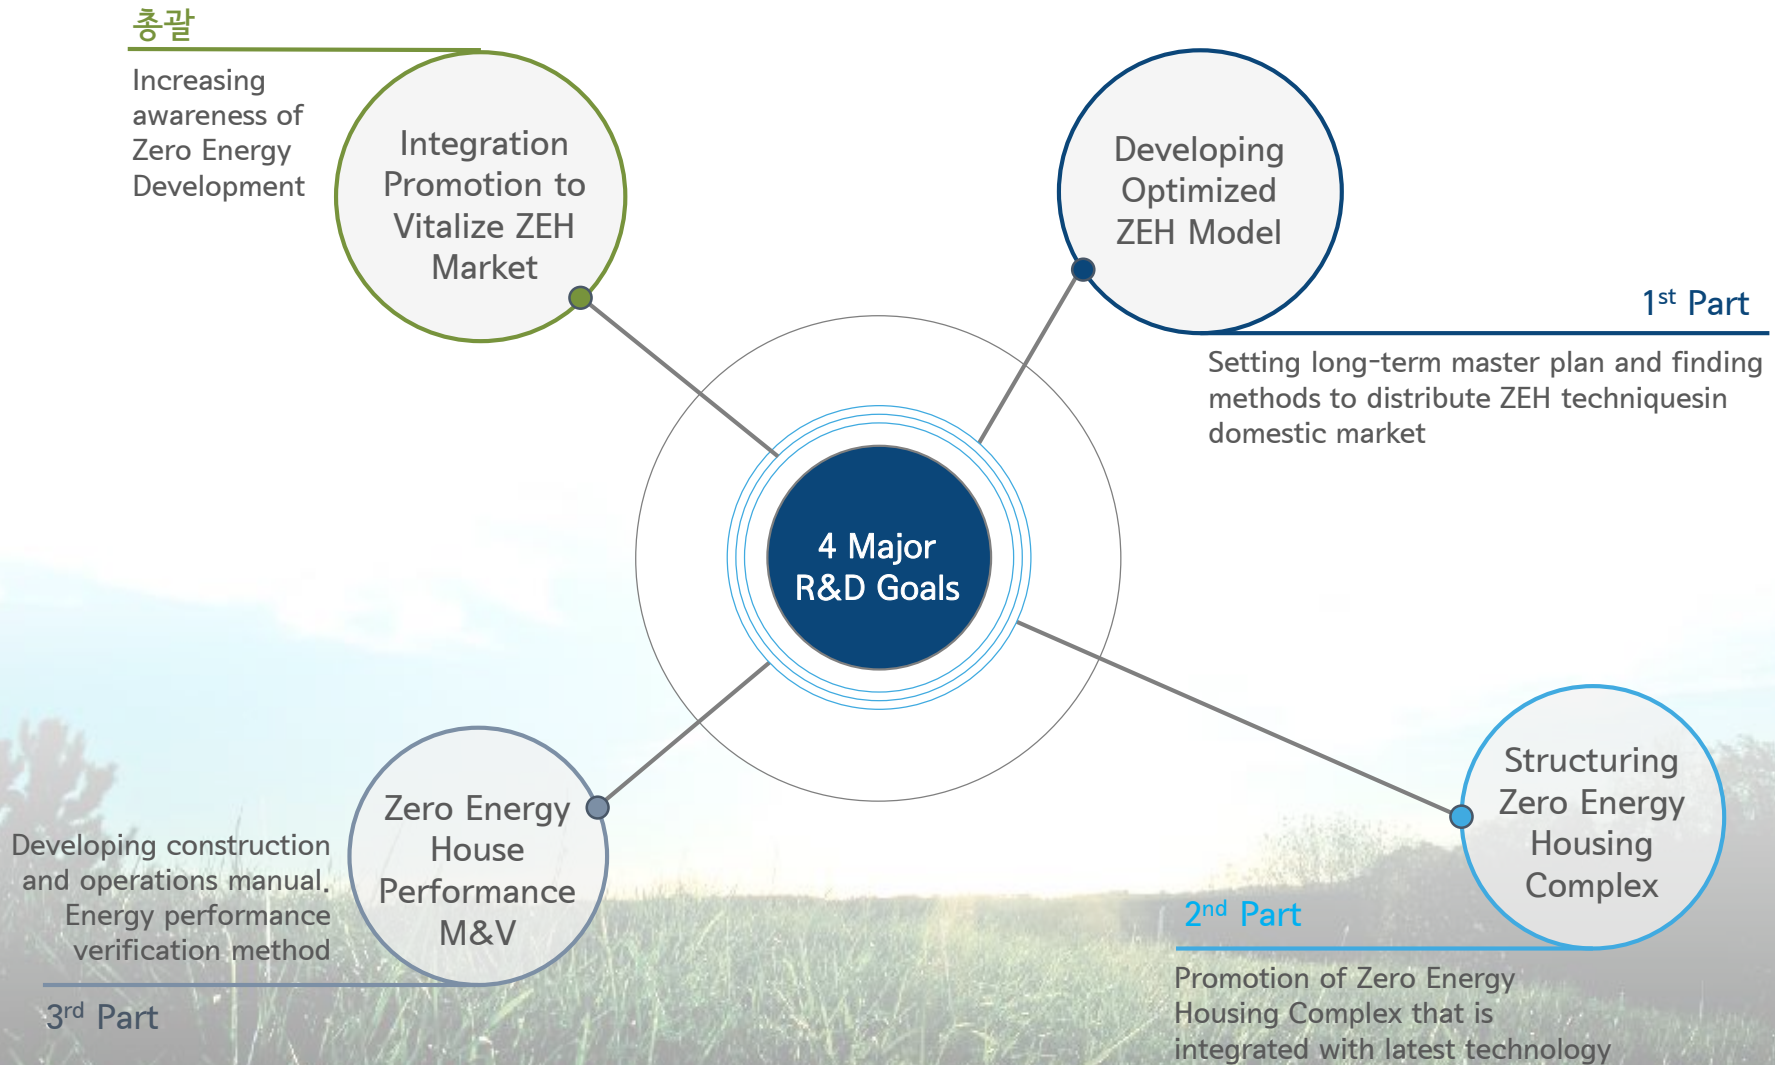 총괄
Increasing
awareness of
Zero Energy
Development
Integration
Promotion to
Vitalize ZEH
Market
Developing
Optimized
ZEH Model
1st Part
Setting long-term master plan and finding
methods to distribute ZEH techniquesin
domestic market
4 Major
R&D Goals
Zero Energy
House
Performance
M&V
Developing construction
and operations manual.
Energy performance
verification method
3rd Part
Structuring
Zero Energy
Housing
Complex
2nd Part
Promotion of Zero Energy
Housing Complex that is
integrated with latest technology